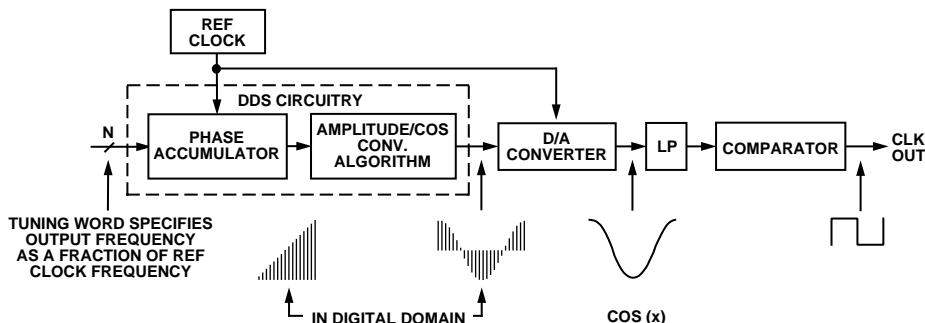 REF
CLOCK
DDS CIRCUITRY
N
PHASE
ACCUMULATOR
AMPLITUDE/COS
CONV.
ALGORITHM
D/A
CONVERTER
LP
COMPARATOR
CLK
OUT
TUNING WORD SPECIFIES
OUTPUT FREQUENCY
AS A FRACTION OF REF
CLOCK FREQUENCY
IN DIGITAL DOMAIN
COS (x)